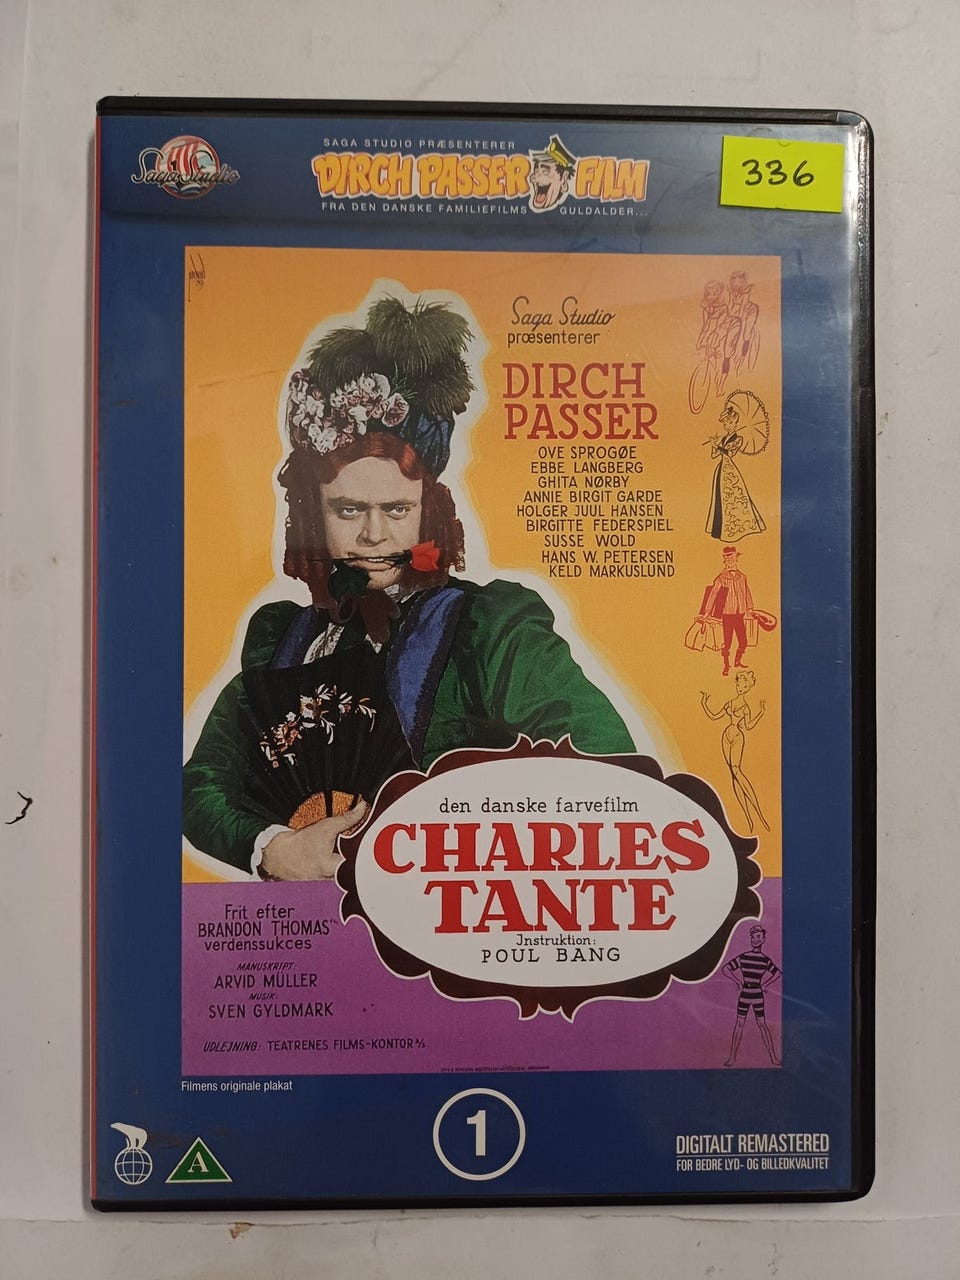 SAGA STUDIO PRÆSENTERER
Saga Studio
DIRCH PASSER FILM
FRA DEN DANSKE FAMILIEFILMS GULDALDER...
336
Saga Studio
præsenterer
DIRCH
PASSER
OVE SPROGØE
EBBE LANGBERG
GHITA NØRBY
ANNIE BIRGIT GARDE
HOLGER JUUL HANSEN
BIRGITTE FEDERSPIEL
SUSSE WOLD
HANS W. PETERSEN
KELD MARKUSLUND
den danske farvefilm
CHARLES
TANTE
Instruktion:
POUL BANG
Frit efter
BRANDON THOMAS'
verdenssukces
MANUSKRIPT:
ARVID MÜLLER
MUSIK:
SVEN GYLDMARK
UDLEJNING: TEATRENES FILMS-KONTOR A/S
Filmens originale plakat
1
A
DIGITALT REMASTERED
FOR BEDRE LYD- OG BILLEDKVALITET